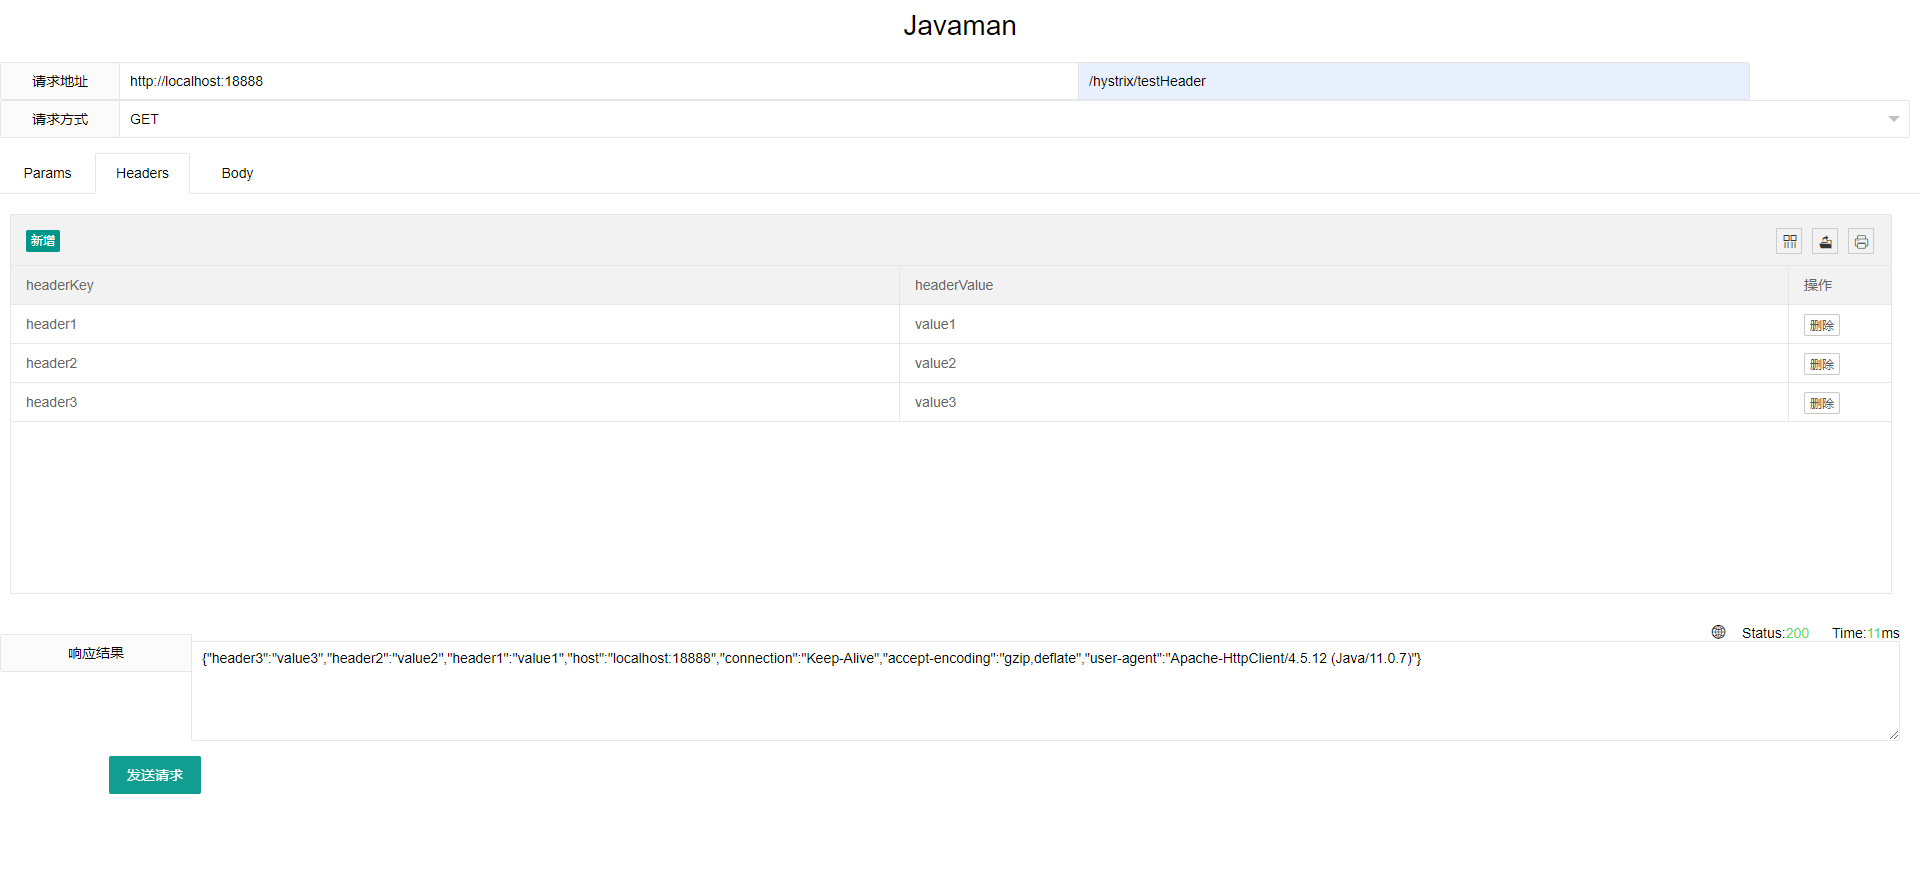 Javaman
请求地址 http://localhost:18888 /hystrix/testHeader
请求方式 GET
Params Headers Body
新增
headerKey headerValue 操作
header1 value1 删除
header2 value2 删除
header3 value3 删除
Status:200 Time:11ms
响应结果 {"header3":"value3","header2":"value2","header1":"value1","host":"localhost:18888","connection":"Keep-Alive","accept-encoding":"gzip,deflate","user-agent":"Apache-HttpClient/4.5.12 (Java/11.0.7)"}
发送请求